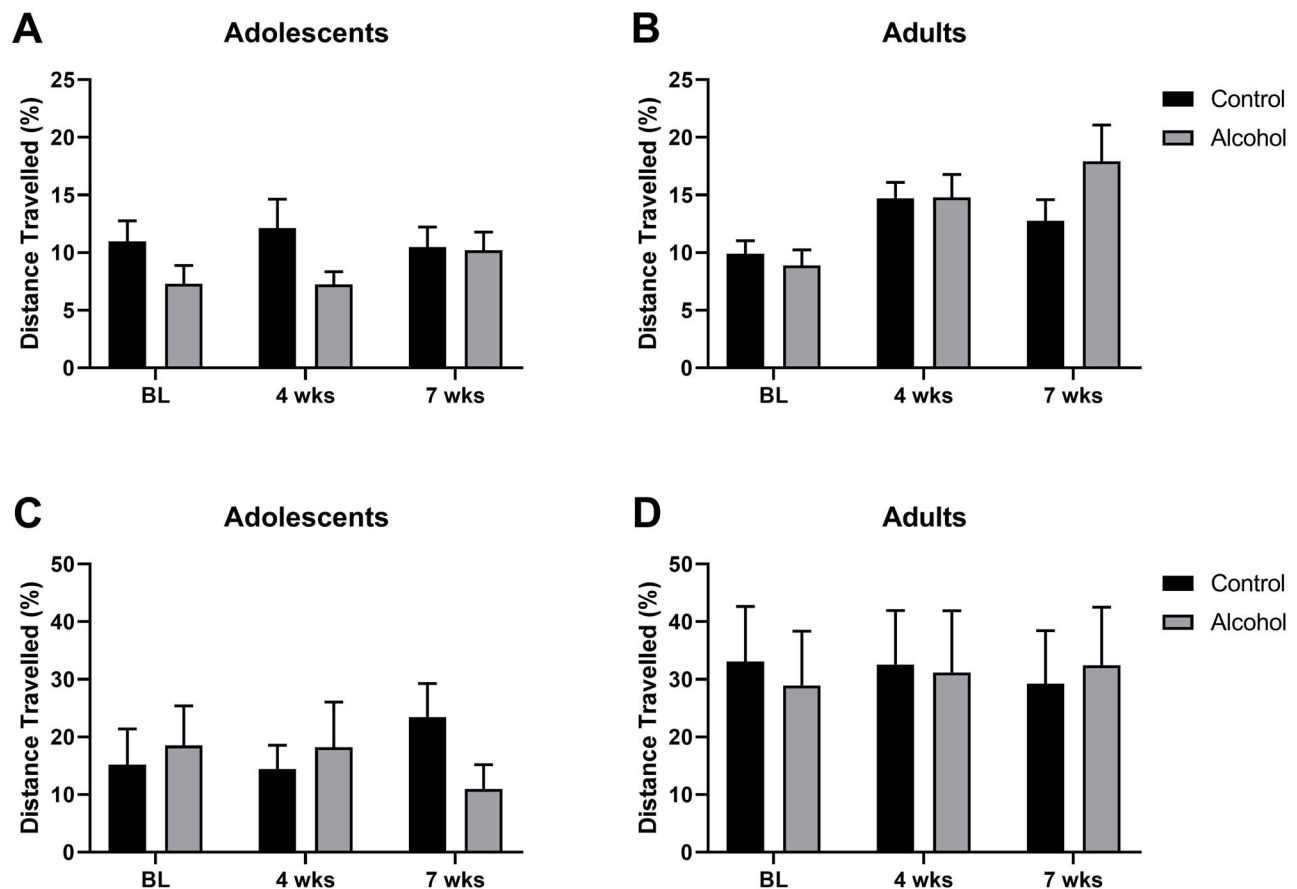 A
Adolescents
Distance Travelled (%)
25
20
15
10
5
0
BL
4 wks
7 wks
B
Adults
Distance Travelled (%)
25
20
15
10
5
0
BL
4 wks
7 wks
Control
Alcohol
C
Adolescents
Distance Travelled (%)
50
40
30
20
10
0
BL
4 wks
7 wks
D
Adults
Distance Travelled (%)
50
40
30
20
10
0
BL
4 wks
7 wks
Control
Alcohol